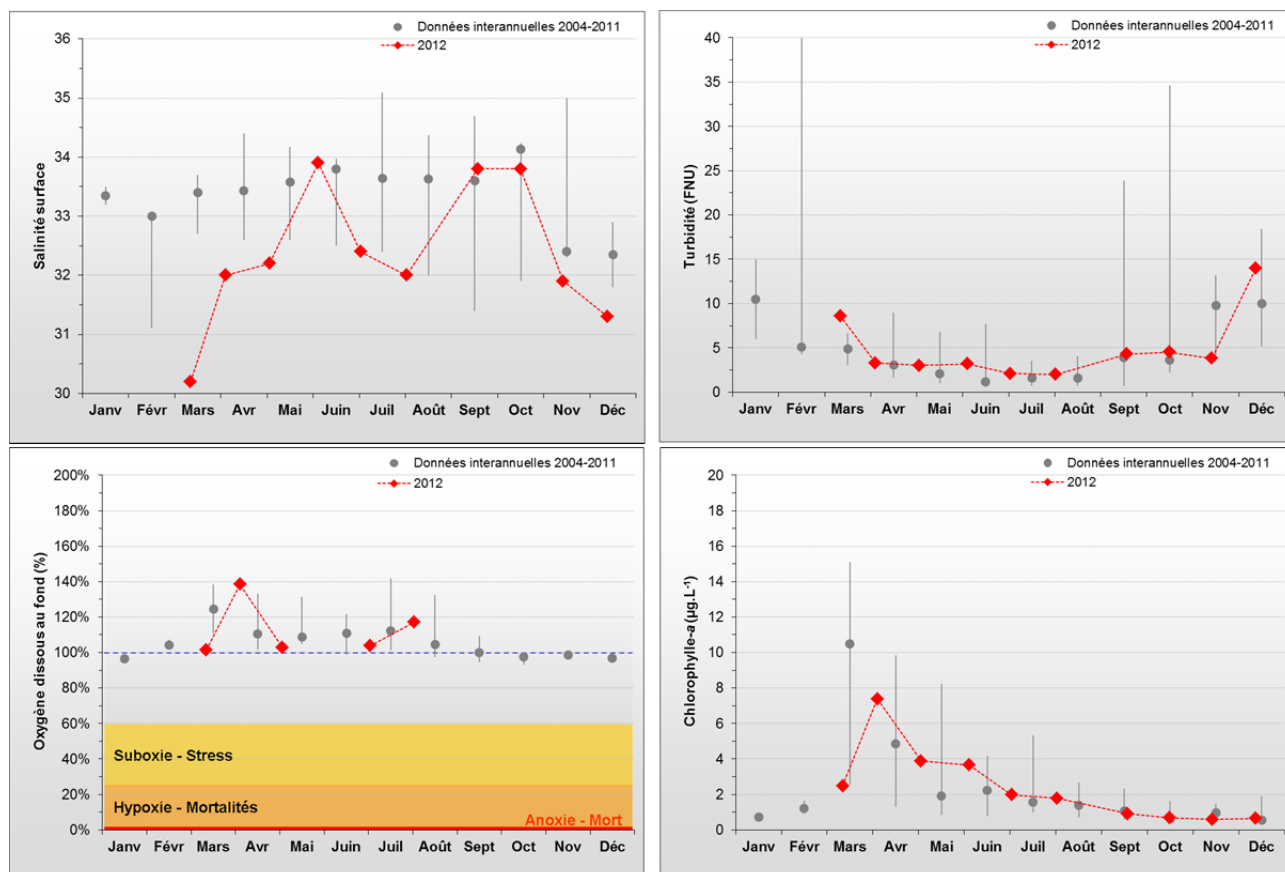 Données interannuelles 2004-2011
2012
Salinité surface
36
35
34
33
32
31
30
Janv Févr Mars Avr Mai Juin Juil Août Sept Oct Nov Déc
Données interannuelles 2004-2011
2012
Turbidité (FNU)
40
35
30
25
20
15
10
5
0
Janv Févr Mars Avr Mai Juin Juil Août Sept Oct Nov Déc
Données interannuelles 2004-2011
2012
Oxygène dissous au fond (%)
200%
180%
160%
140%
120%
100%
80%
60%
40%
20%
0%
Suboxie - Stress
Hypoxie - Mortalités
Anoxie - Mort
Janv Févr Mars Avr Mai Juin Juil Août Sept Oct Nov Déc
Données interannuelles 2004-2011
2012
Chlorophylle-a (µg.L⁻¹)
20
18
16
14
12
10
8
6
4
2
0
Janv Févr Mars Avr Mai Juin Juil Août Sept Oct Nov Déc